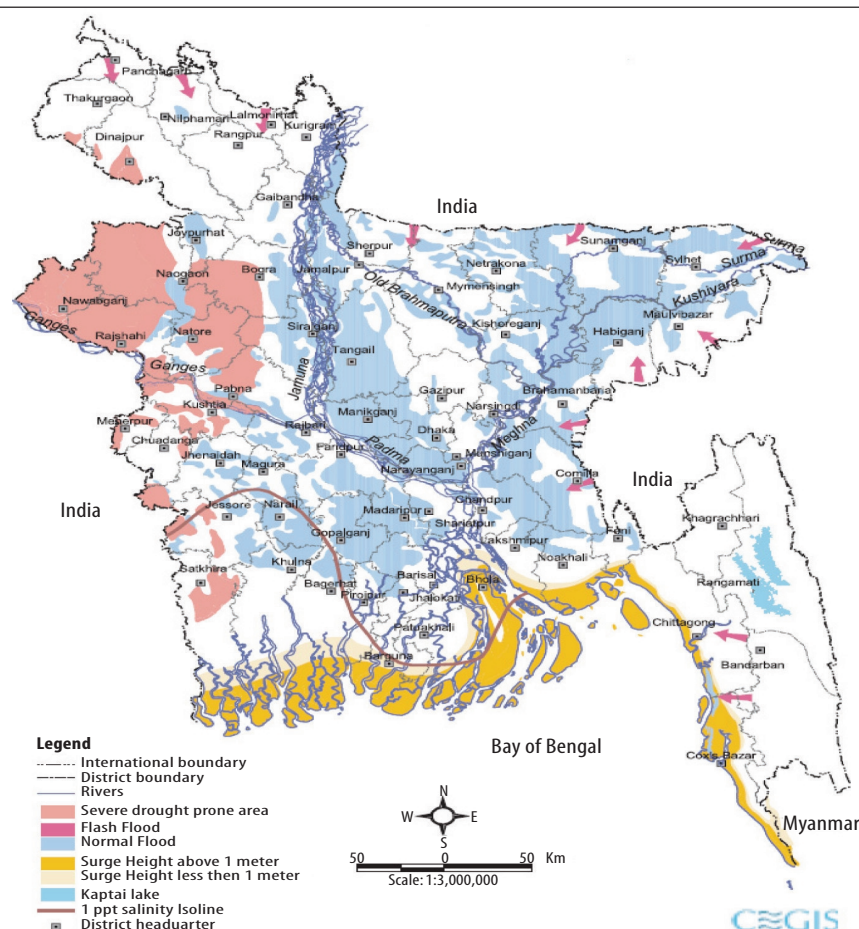 Panchagarh
Thakurgaon
Nilphamari
Lalmonirhat
Kurigram
Dinajpur
Rangpur
Gaibandha
India
Joypurhat
Sherpur
Sunamganj
Surma
Naogaon
Bogra
Jamalpur
Netrakona
Sylhet
Surma
Old Brahmaputra
Mymensingh
Kushiyara
Nawabganj
Ganges
Rajshahi
Natore
Sirajganj
Kishoreganj
Habiganj
Maulvibazar
Tangail
Jamuna
Ganges
Pabna
Kushtia
Gazipur
Brahamanbaria
Manikganj
Narsingdi
Meherpur
Rajbari
Dhaka
Meghna
Chuadanga
Faridpur
Padma
Munshiganj
Jhenaidah
Magura
Narayanganj
Comilla
India
India
Jessore
Narail
Madaripur
Chandpur
Shariatpur
Khagrachhari
Gopalganj
Lakshmipur
Feni
Satkhira
Khulna
Noakhali
Bagerhat
Barisal
Bhola
Rangamati
Pirojpur
Jhalokati
Patuakhali
Chittagong
Barguna
Bandarban
Bay of Bengal
Cox's Bazar
Myanmar
Legend
International boundary
District boundary
Rivers
Severe drought prone area
Flash Flood
Normal Flood
Surge Height above 1 meter
Surge Height less then 1 meter
Kaptai lake
1 ppt salinity Isoline
District headuarter
N
W
E
S
50
0
50
Km
Scale: 1:3,000,000
CEGIS